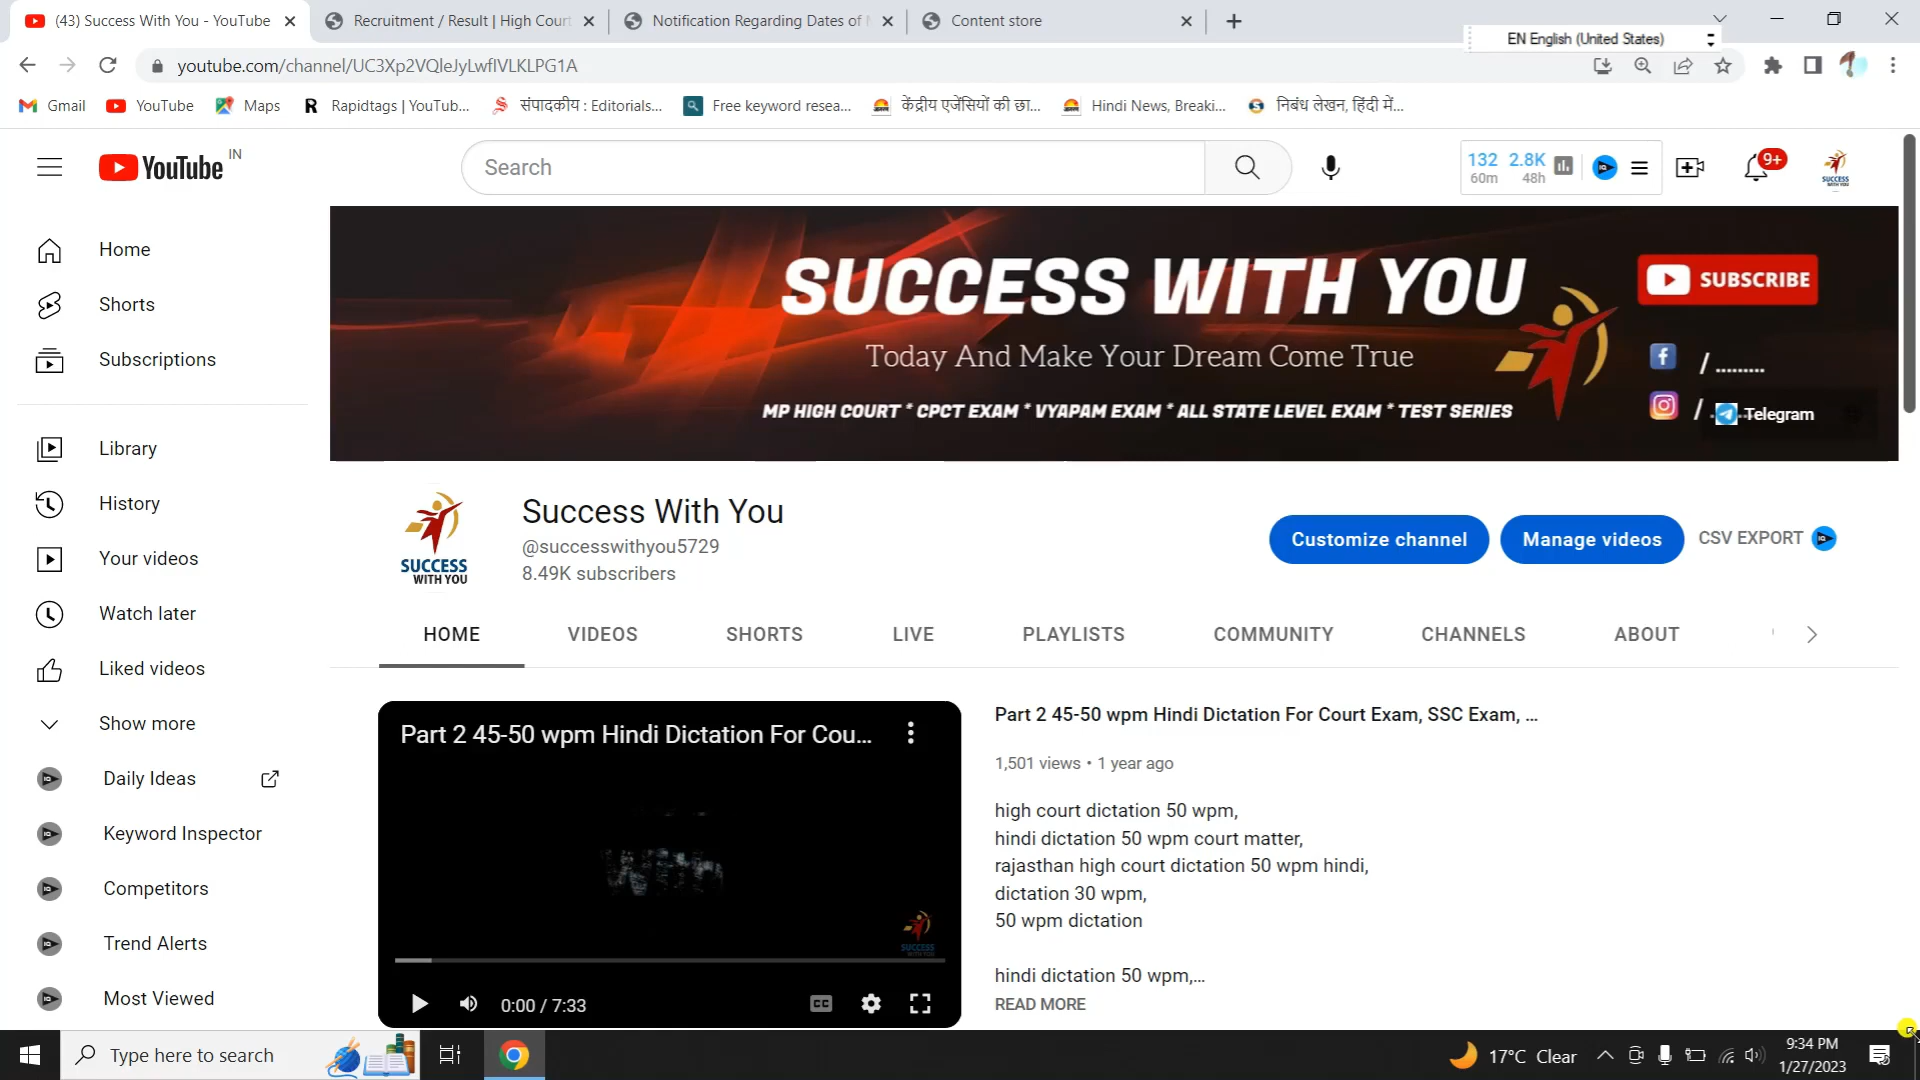 (43) Success With You - YouTube
Recruitment / Result | High Court
Notification Regarding Dates of
Content store
EN English (United States)
youtube.com/channel/UC3Xp2VQleJyLwfIVLKLPG1A
Gmail
YouTube
Maps
Rapidtags | YouTub...
संपादकीय : Editorials...
Free keyword resea...
केंद्रीय एजेंसियों की छा...
Hindi News, Breaki...
निबंध लेखन, हिंदी में...
YouTube IN
Search
132 2.8K
60m 48h
9+
SUCCESS WITH YOU
Home
Shorts
Subscriptions
Library
History
Your videos
Watch later
Liked videos
Show more
Daily Ideas
Keyword Inspector
Competitors
Trend Alerts
Most Viewed
SUCCESS WITH YOU
Today And Make Your Dream Come True
MP HIGH COURT * CPCT EXAM * VYAPAM EXAM * ALL STATE LEVEL EXAM * TEST SERIES
SUBSCRIBE
/ .........
/ . Telegram
SUCCESS
WITH YOU
Success With You
@successwithyou5729
8.49K subscribers
Customize channel
Manage videos
CSV EXPORT
HOME
VIDEOS
SHORTS
LIVE
PLAYLISTS
COMMUNITY
CHANNELS
ABOUT
Part 2 45-50 wpm Hindi Dictation For Cou...
With
SUCCESS
WITH YOU
0:00 / 7:33
CC
Part 2 45-50 wpm Hindi Dictation For Court Exam, SSC Exam, ...
1,501 views • 1 year ago
high court dictation 50 wpm,
hindi dictation 50 wpm court matter,
rajasthan high court dictation 50 wpm hindi,
dictation 30 wpm,
50 wpm dictation
hindi dictation 50 wpm,...
READ MORE
Type here to search
17°C Clear
9:34 PM
1/27/2023